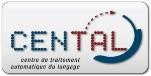 CENTAL
centre de traitement
automatique du langage